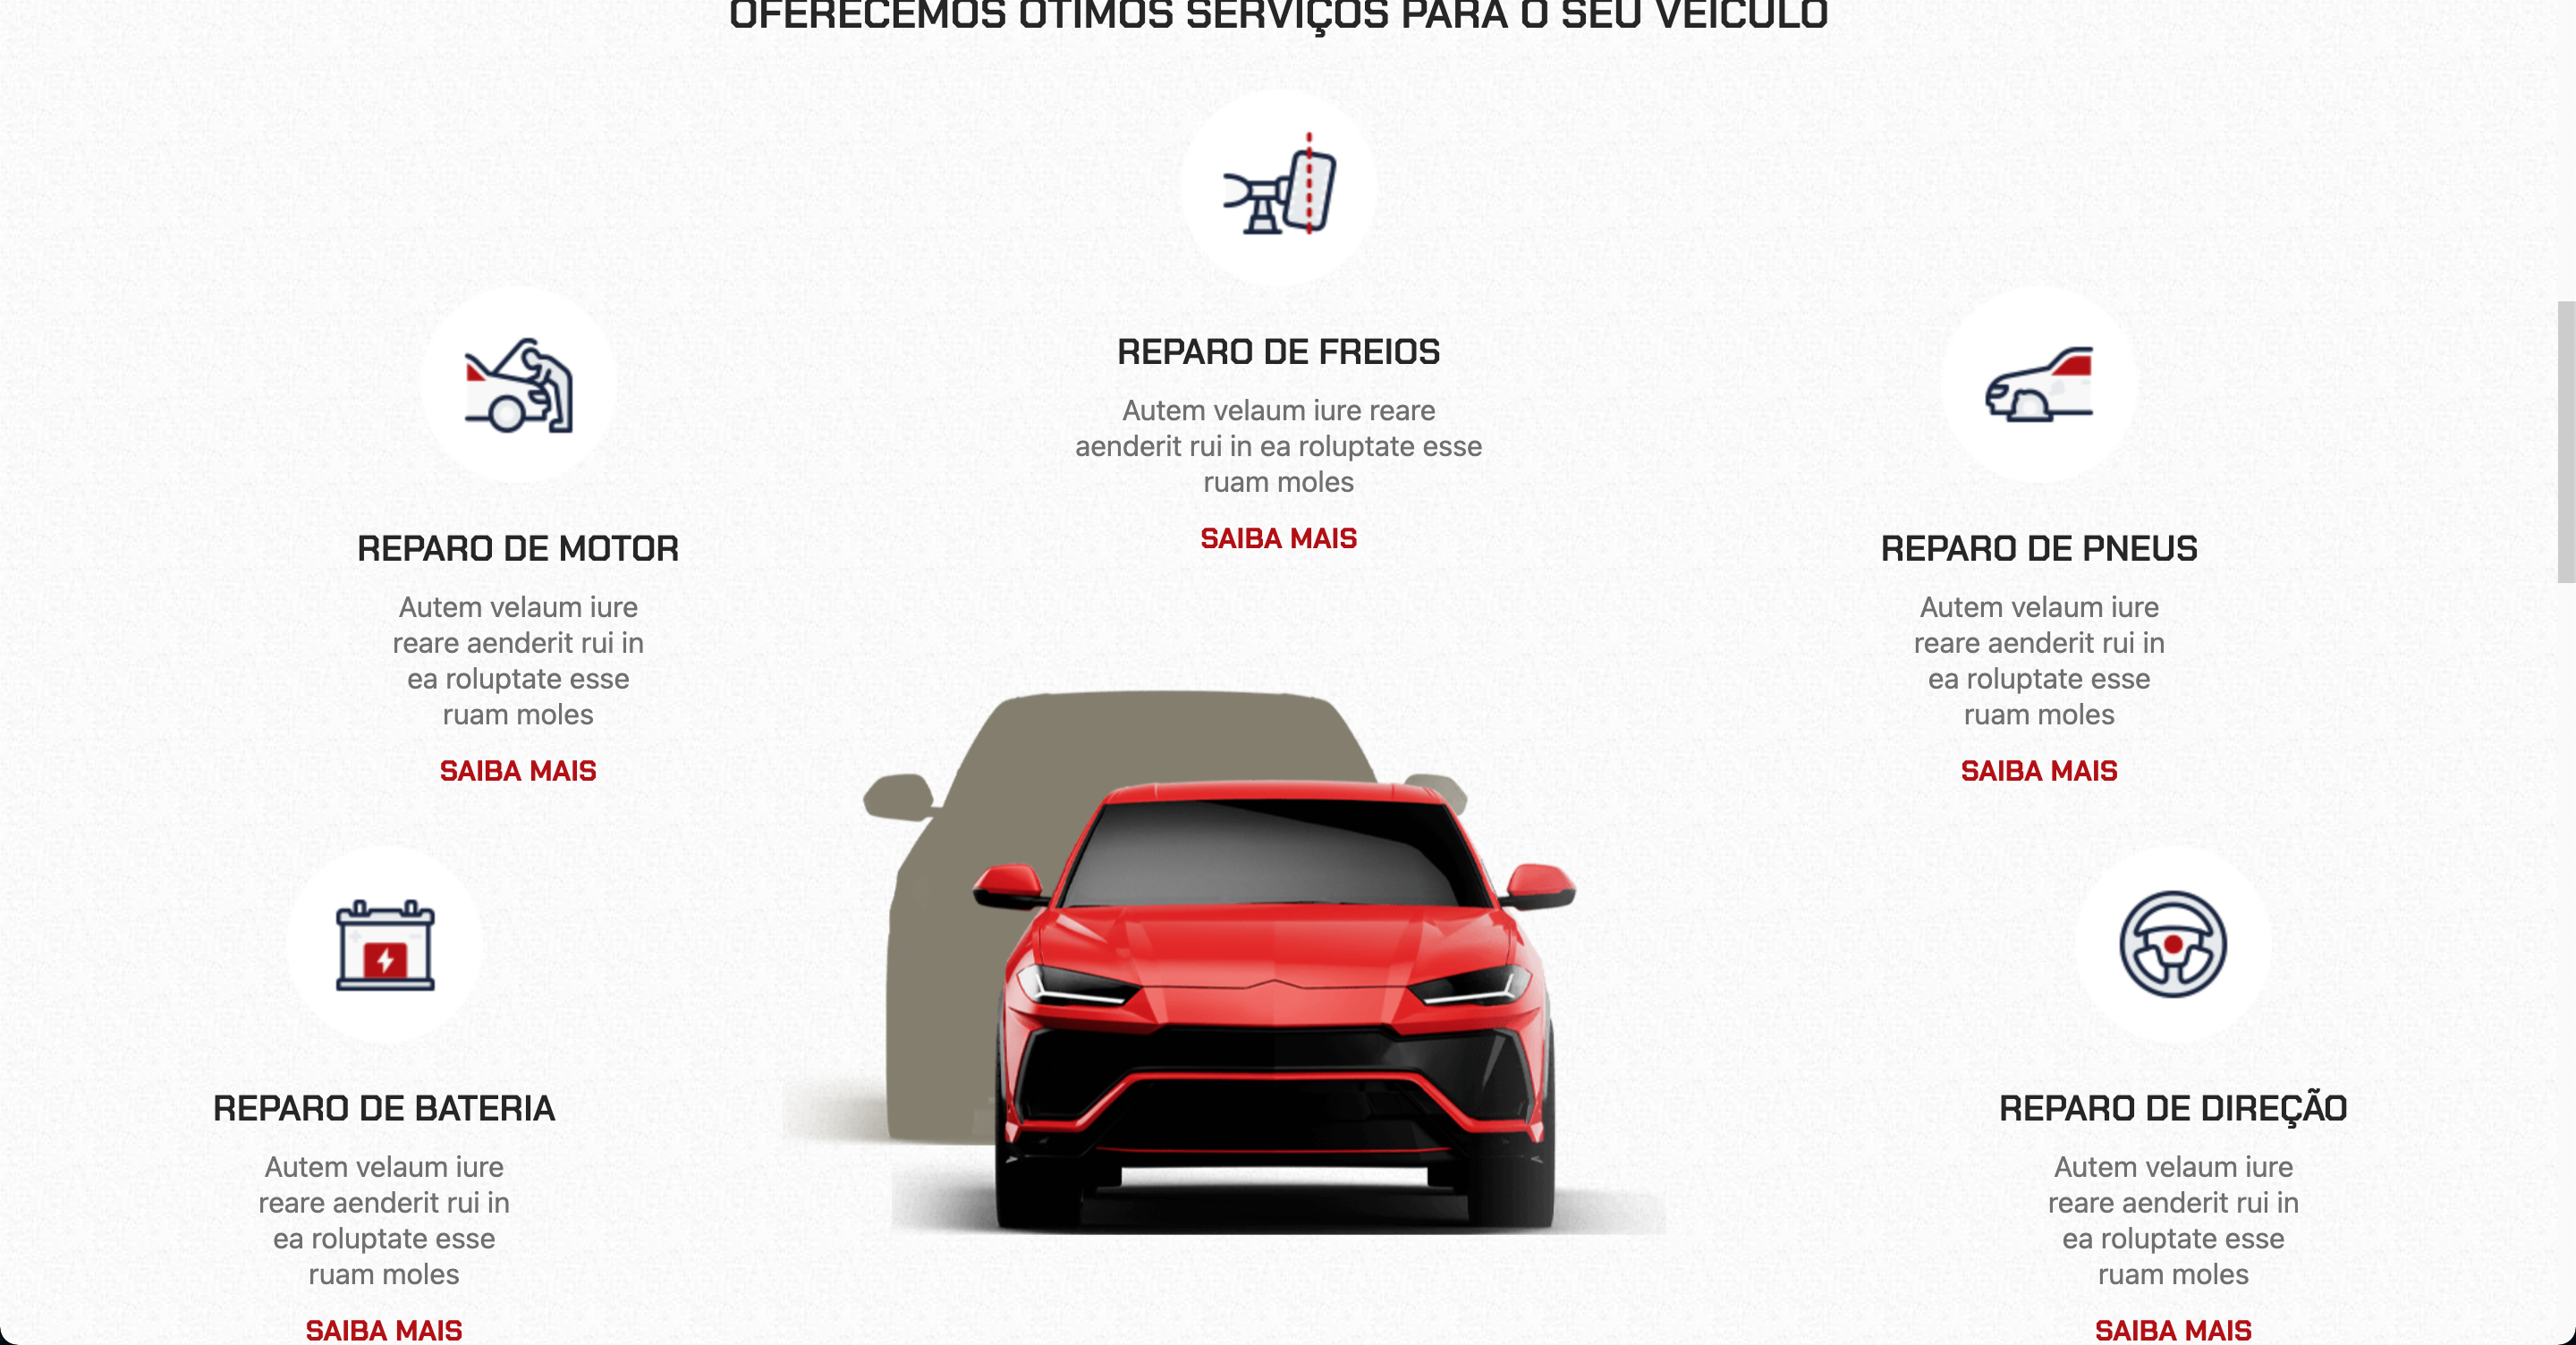 OFERECEMOS ÓTIMOS SERVIÇOS PARA O SEU VEÍCULO
REPARO DE FREIOS
Autem velaum iure reare
aenderit rui in ea roluptate esse
ruam moles
SAIBA MAIS
REPARO DE MOTOR
Autem velaum iure
reare aenderit rui in
ea roluptate esse
ruam moles
SAIBA MAIS
REPARO DE PNEUS
Autem velaum iure
reare aenderit rui in
ea roluptate esse
ruam moles
SAIBA MAIS
REPARO DE BATERIA
Autem velaum iure
reare aenderit rui in
ea roluptate esse
ruam moles
SAIBA MAIS
REPARO DE DIREÇÃO
Autem velaum iure
reare aenderit rui in
ea roluptate esse
ruam moles
SAIBA MAIS